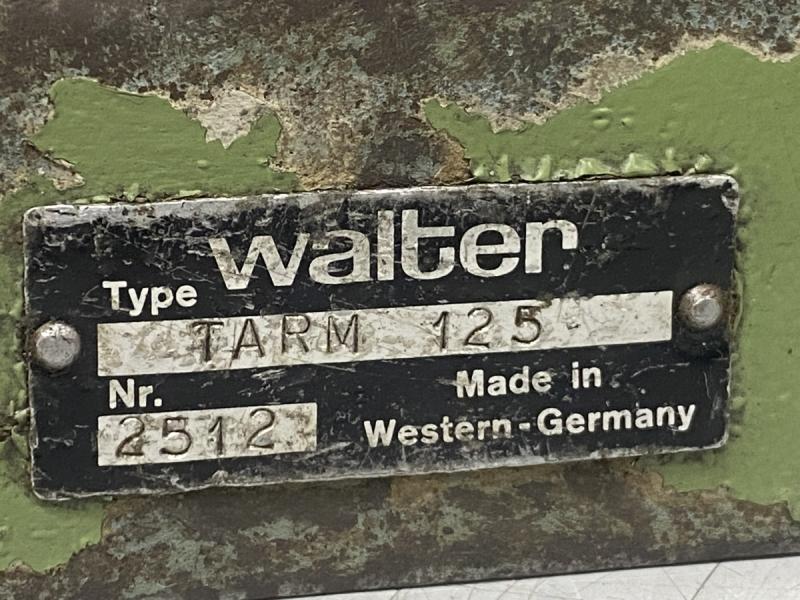 walter
Type
TARM 125
Nr.
2512
Made in
Western-Germany